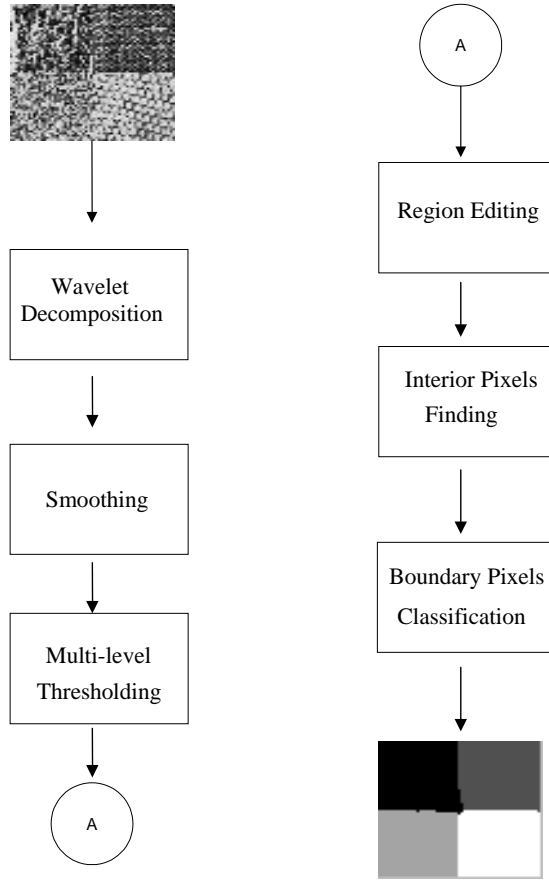 Wavelet
Decomposition
Smoothing
Multi-level
Thresholding
A
A
Region Editing
Interior Pixels
Finding
Boundary Pixels
Classification